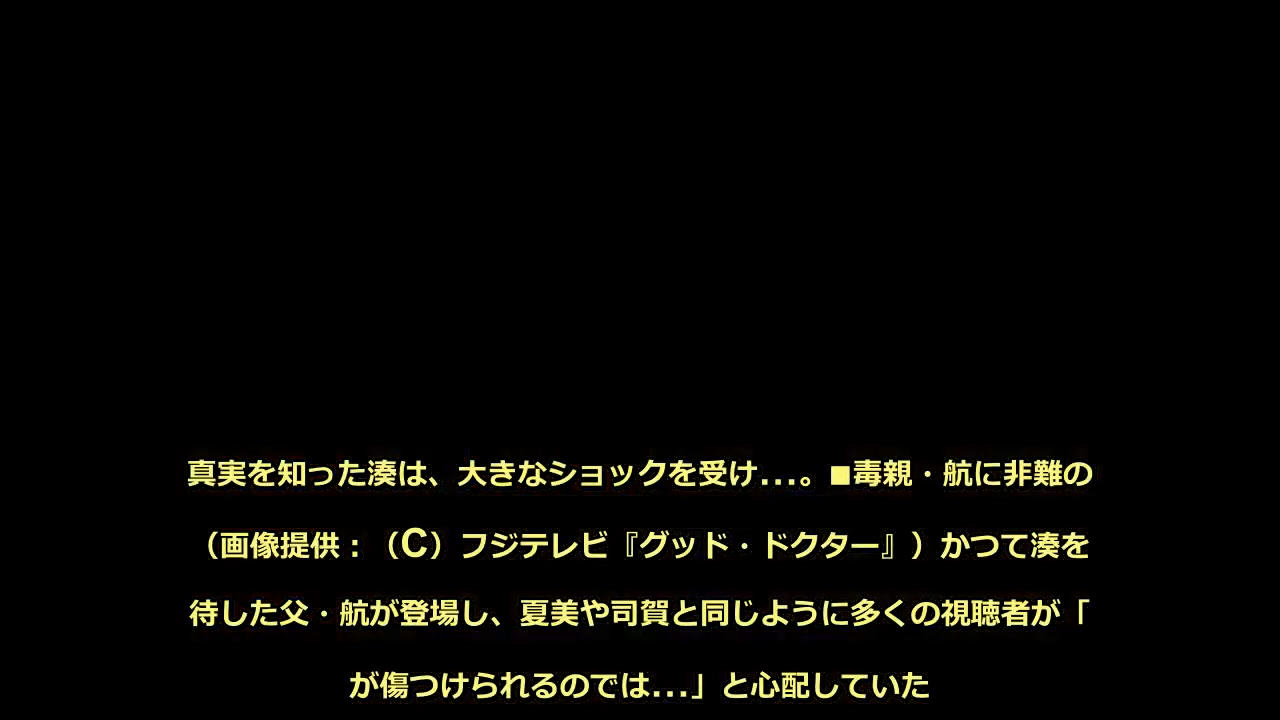 真実を知った湊は、大きなショックを受け...。■毒親・航に非難の
（画像提供：（C）フジテレビ『グッド・ドクター』）かつて湊を
待した父・航が登場し、夏美や司賀と同じように多くの視聴者が「
が傷つけられるのでは...」と心配していた